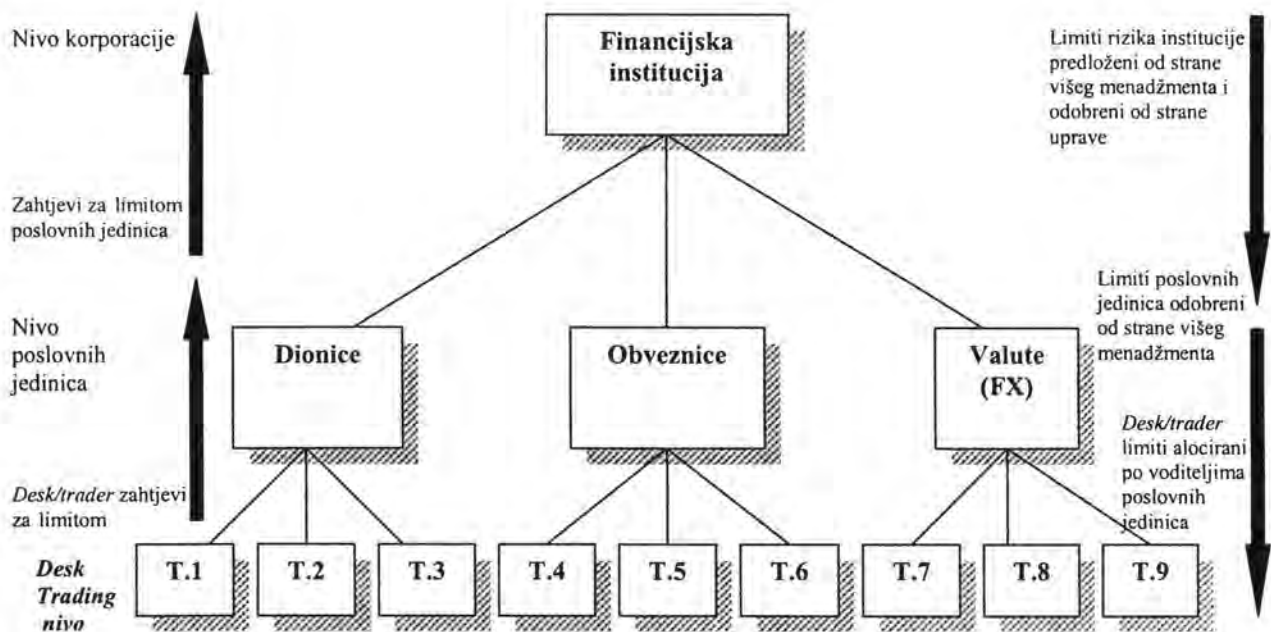 Nivo korporacije
Financijska
institucija
Limiti rizika institucije
predloženi od strane
višeg menadžmenta i
odobreni od strane
uprave
Zahtjevi za limitom
poslovnih jedinica
Limiti poslovnih
jedinica odobreni
od strane višeg
menadžmenta
Nivo
poslovnih
jedinica
Dionice
Obveznice
Valute
(FX)
Desk/trader
limiti alocirani
po voditeljima
poslovnih
jedinica
Desk/trader zahtjevi
za limitom
Desk
Trading
nivo
T.1
T.2
T.3
T.4
T.5
T.6
T.7
T.8
T.9